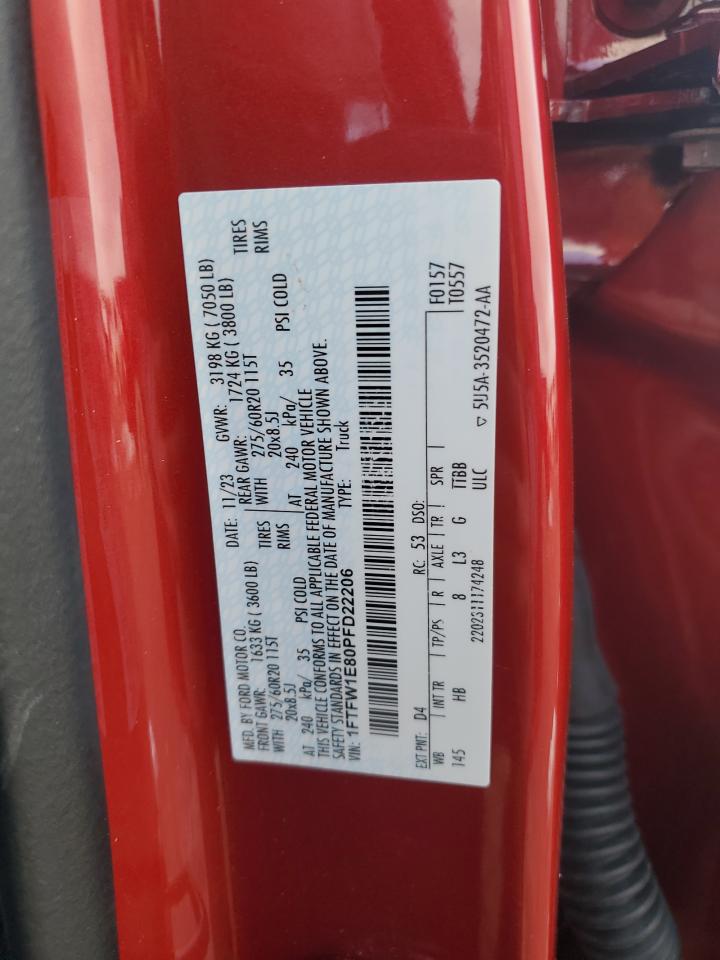 MFD. BY FORD MOTOR CO.
DATE: 11/23 GVWR: 3198 KG ( 7050 LB)
FRONT GAWR: 1633 KG ( 3600 LB) REAR GAWR: 1724 KG ( 3800 LB)
WITH 275/60R20 115T TIRES WITH 275/60R20 115T TIRES
20x8.5J RIMS 20x8.5J RIMS
AT 240 kPa/ 35 PSI COLD AT 240 kPa/ 35 PSI COLD
THIS VEHICLE CONFORMS TO ALL APPLICABLE FEDERAL MOTOR VEHICLE
SAFETY STANDARDS IN EFFECT ON THE DATE OF MANUFACTURE SHOWN ABOVE.
VIN: 1FTFW1E80PFD22206 TYPE: Truck
EXT PNT: D4 RC: 53 DSO: F0157
WB INT TR TP/PS R AXLE TR SPR T0557
145 HB 8 L3 G TTBB
2202311174248 ULC ▽ 5U5A-3520472-AA